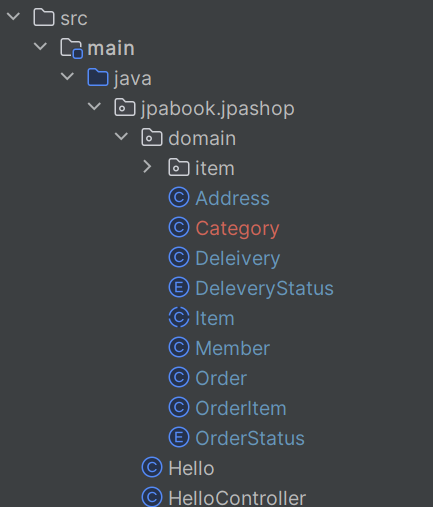 src
main
java
jpabook.jpashop
domain
item
C Address
C Category
C Deleivery
E DeleveryStatus
C Item
C Member
C Order
C OrderItem
E OrderStatus
C Hello
C HelloController